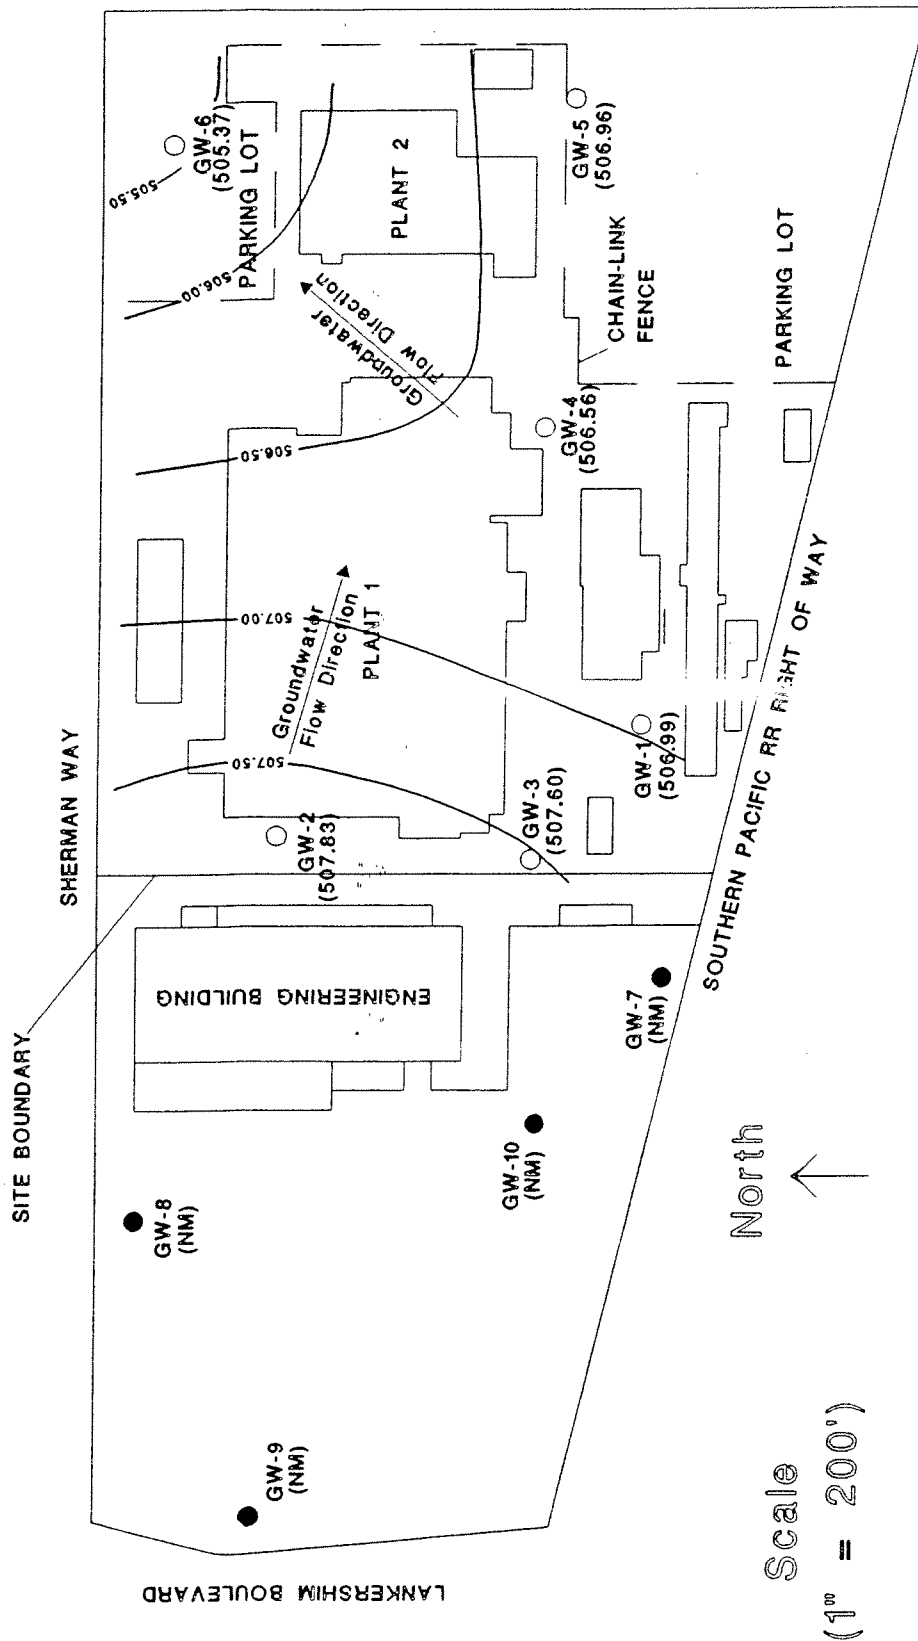 SITE BOUNDARY
SHERMAN WAY
LANKERSHIM BOULEVARD
GW-9
(NM)
GW-8
(NM)
GW-10
(NM)
GW-7
(NM)
ENGINEERING BUILDING
GW-2
(507.83)
GW-3
(507.60)
GW-1
(506.99)
507.50
Groundwater
Flow Direction
PLANT 1
507.00
506.50
GW-4
(506.56)
Groundwater
Flow Direction
506.00
505.50
PARKING LOT
GW-6
(505.37)
PLANT 2
GW-5
(506.96)
CHAIN-LINK
FENCE
PARKING LOT
SOUTHERN PACIFIC RR RIGHT OF WAY
North
Scale
(1" = 200')